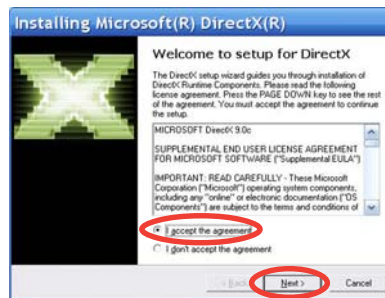 Installing Microsoft(R) DirectX(R)
Welcome to setup for DirectX
The DirectX setup wizard guides you through installation of
DirectX Runtime Components. Please read the following
license agreement. Press the PAGE DOWN key to see the rest
of the agreement. You must accept the agreement to continue
the setup.
MICROSOFT DirectX 9.0c
SUPPLEMENTAL END USER LICENSE AGREEMENT
FOR MICROSOFT SOFTWARE ("Supplemental EULA")
IMPORTANT: READ CAREFULLY - These Microsoft
Corporation ("Microsoft") operating system components,
including any "online" or electronic documentation ("OS
Components") are subject to the terms and conditions of
I accept the agreement
I don't accept the agreement
< Back
Next >
Cancel